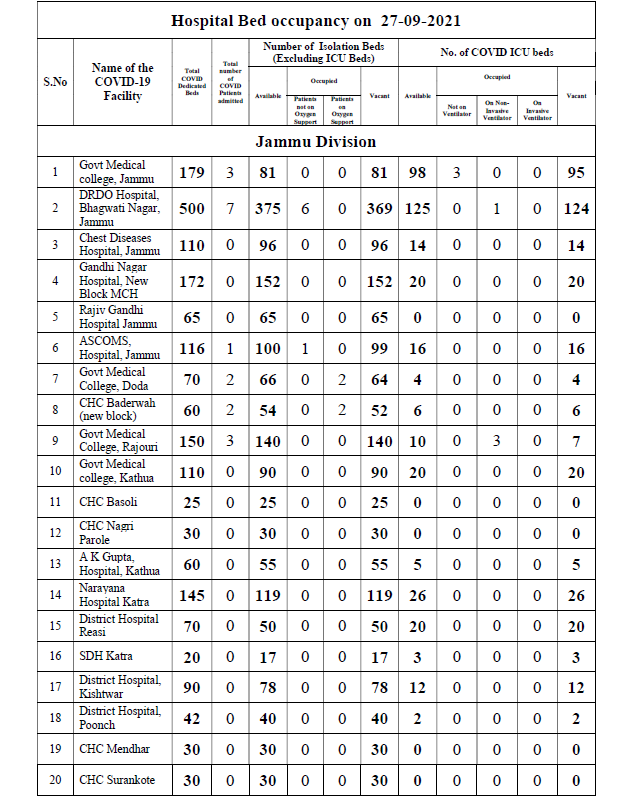 Hospital Bed occupancy on 27-09-2021
S.No
Name of the
COVID-19
Facility
Total
COVID
Dedicated
Beds
Total
number
of
COVID
Patients
admitted
Number of Isolation Beds
(Excluding ICU Beds)
No. of COVID ICU beds
Available
Occupied
Vacant
Available
Occupied
Vacant
Patients
not on
Oxygen
Support
Patients
on
Oxygen
Support
Not on
Ventilator
On Non-
Invasive
Ventilator
On
Invasive
Ventilator
Jammu Division
1 Govt Medical
college, Jammu 179 3 81 0 0 81 98 3 0 0 95
2 DRDO Hospital,
Bhagwati Nagar,
Jammu 500 7 375 6 0 369 125 0 1 0 124
3 Chest Diseases
Hospital, Jammu 110 0 96 0 0 96 14 0 0 0 14
4 Gandhi Nagar
Hospital, New
Block MCH 172 0 152 0 0 152 20 0 0 0 20
5 Rajiv Gandhi
Hospital Jammu 65 0 65 0 0 65 0 0 0 0 0
6 ASCOMS,
Hospital, Jammu 116 1 100 1 0 99 16 0 0 0 16
7 Govt Medical
College, Doda 70 2 66 0 2 64 4 0 0 0 4
8 CHC Baderwah
(new block) 60 2 54 0 2 52 6 0 0 0 6
9 Govt Medical
College, Rajouri 150 3 140 0 0 140 10 0 3 0 7
10 Govt Medical
college, Kathua 110 0 90 0 0 90 20 0 0 0 20
11 CHC Basoli 25 0 25 0 0 25 0 0 0 0 0
12 CHC Nagri
Parole 30 0 30 0 0 30 0 0 0 0 0
13 A K Gupta,
Hospital, Kathua 60 0 55 0 0 55 5 0 0 0 5
14 Narayana
Hospital Katra 145 0 119 0 0 119 26 0 0 0 26
15 District Hospital
Reasi 70 0 50 0 0 50 20 0 0 0 20
16 SDH Katra 20 0 17 0 0 17 3 0 0 0 3
17 District Hospital,
Kishtwar 90 0 78 0 0 78 12 0 0 0 12
18 District Hospital,
Poonch 42 0 40 0 0 40 2 0 0 0 2
19 CHC Mendhar 30 0 30 0 0 30 0 0 0 0 0
20 CHC Surankote 30 0 30 0 0 30 0 0 0 0 0